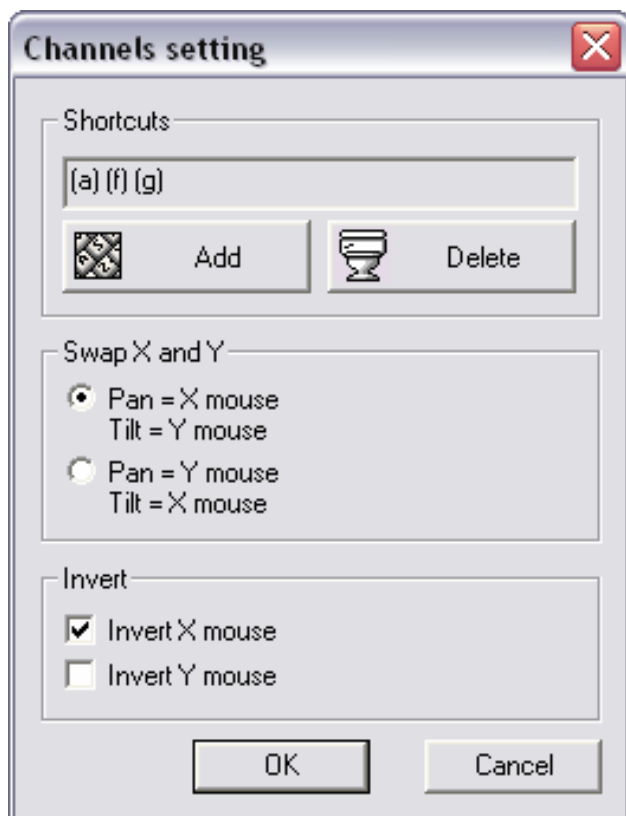 Channels setting
Shortcuts
(a) (f) (g)
Add Delete
Swap X and Y
Pan = X mouse
Tilt = Y mouse
Pan = Y mouse
Tilt = X mouse
Invert
Invert X mouse
Invert Y mouse
OK Cancel